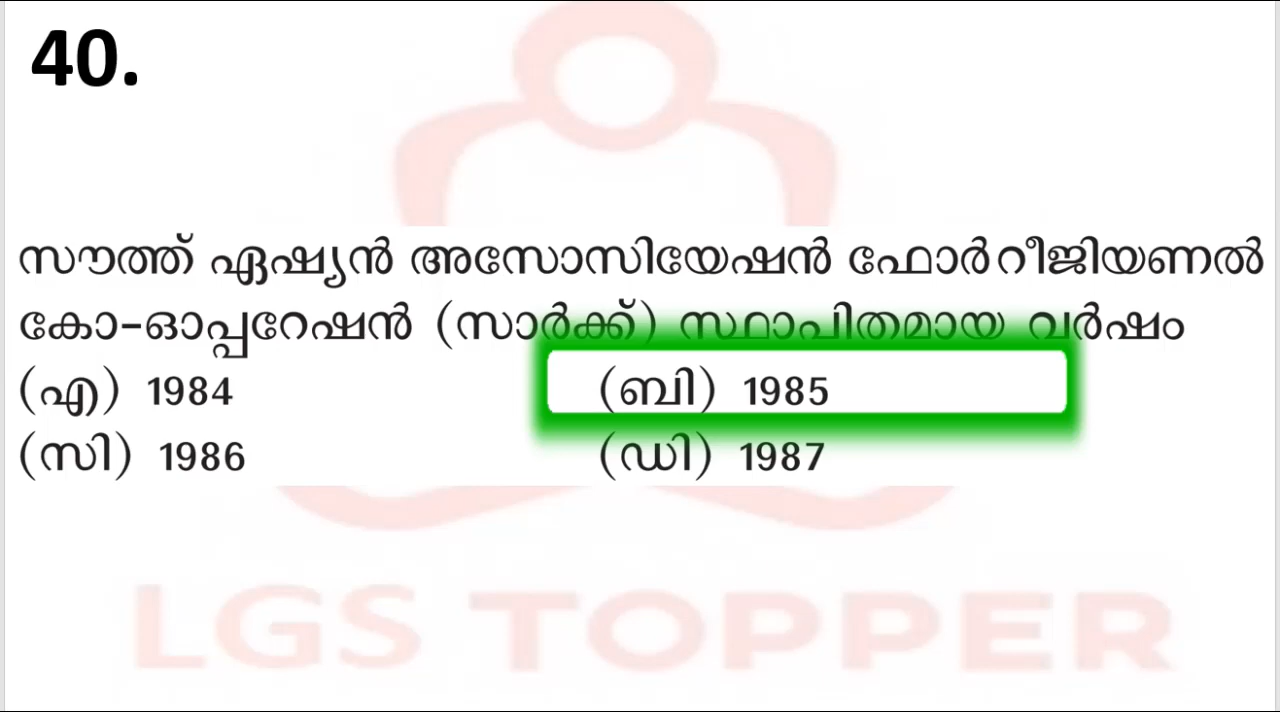 40.
സൗത്ത് ഏഷ്യൻ അസോസിയേഷൻ ഫോർ റീജിയണൽ
കോ-ഓപ്പറേഷൻ (സാർക്ക്) സ്ഥാപിതമായ വർഷം
(എ) 1984 (ബി) 1985
(സി) 1986 (ഡി) 1987
LGS TOPPER